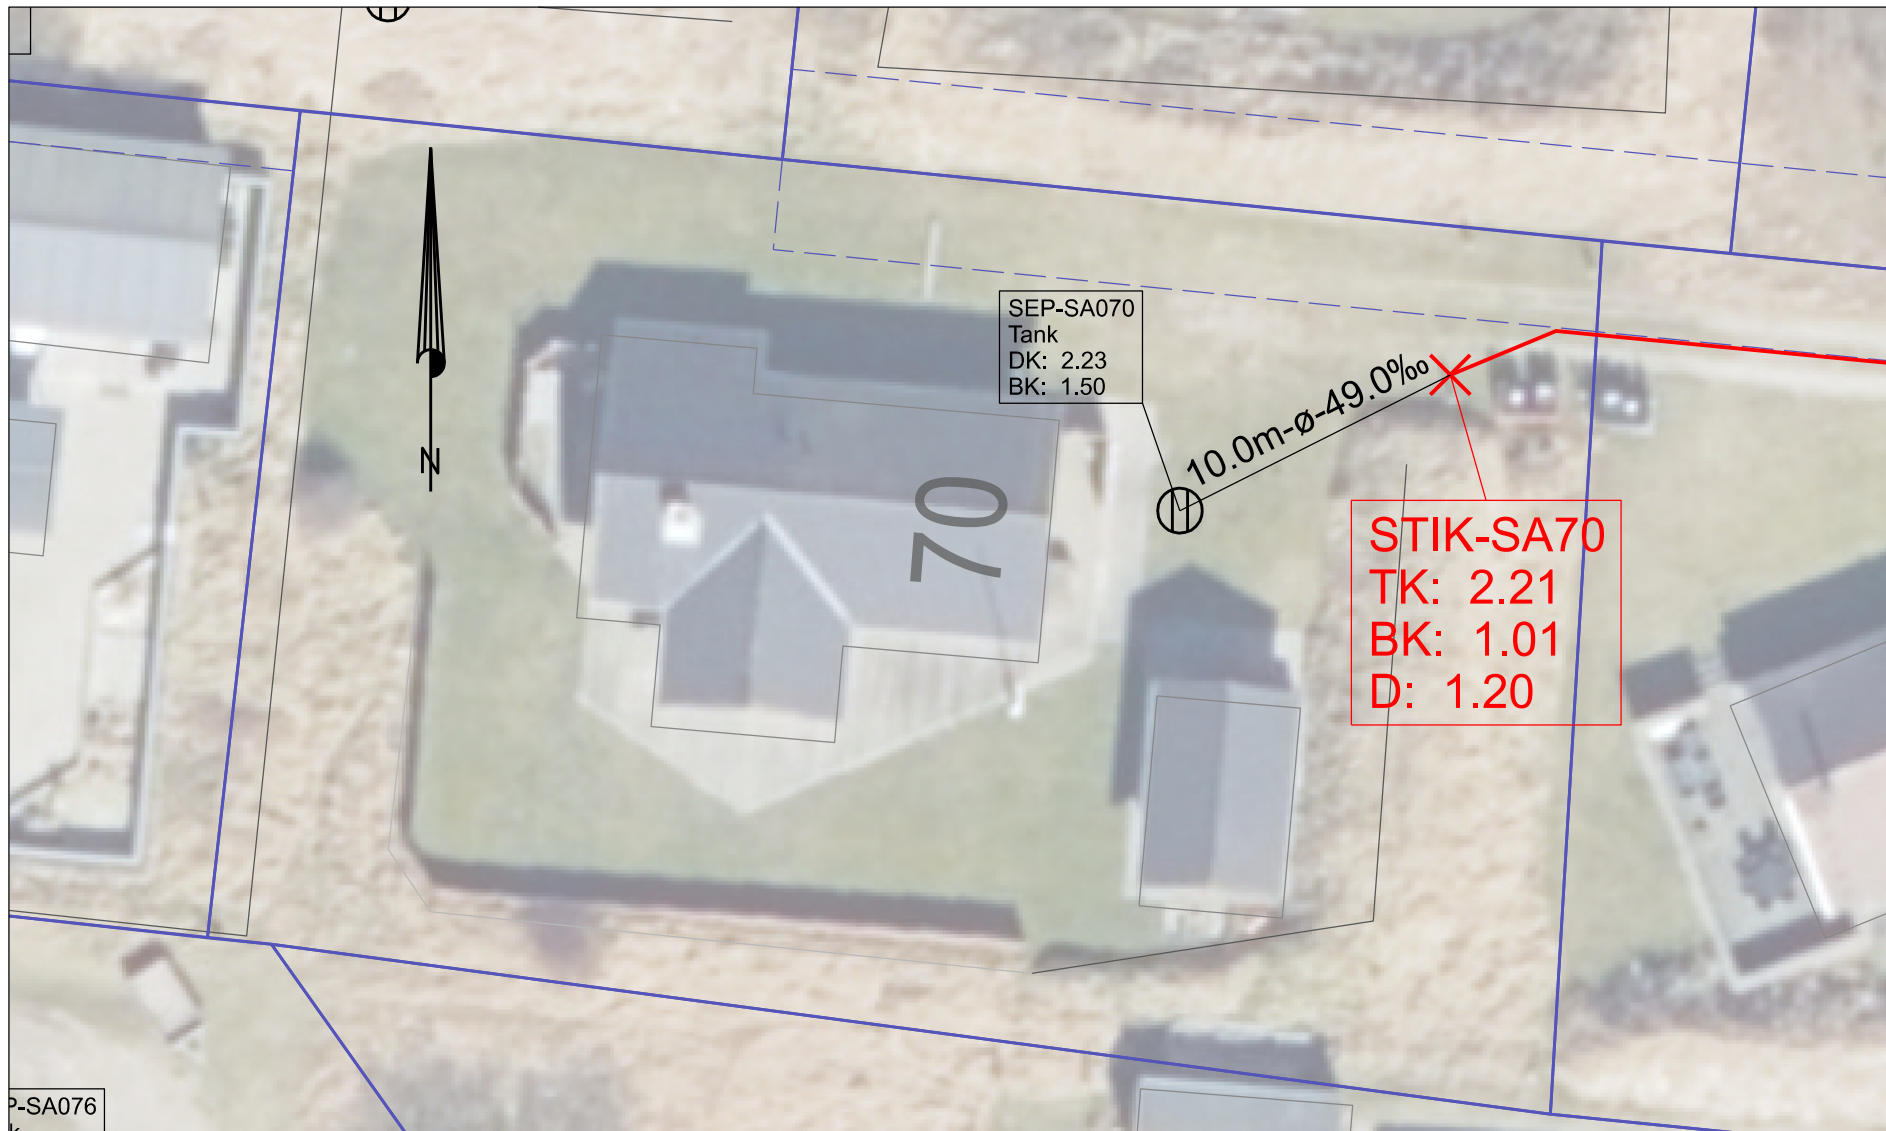 SEP-SA070
Tank
DK: 2.23
BK: 1.50
10.0m-ø-49.0‰
N
70
STIK-SA70
TK: 2.21
BK: 1.01
D: 1.20
P-SA076